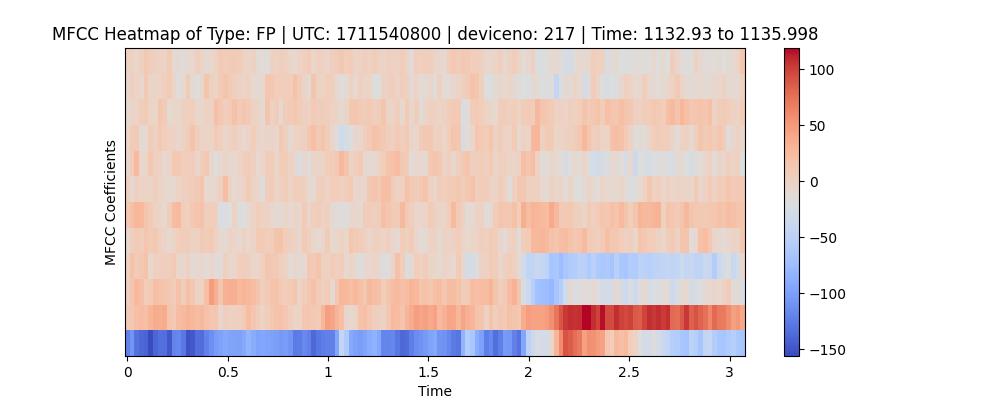 MFCC Heatmap of Type: FP | UTC: 1711540800 | deviceno: 217 | Time: 1132.93 to 1135.998
MFCC Coefficients
0 0.5 1 1.5 2 2.5 3
Time
100
50
0
−50
−100
−150